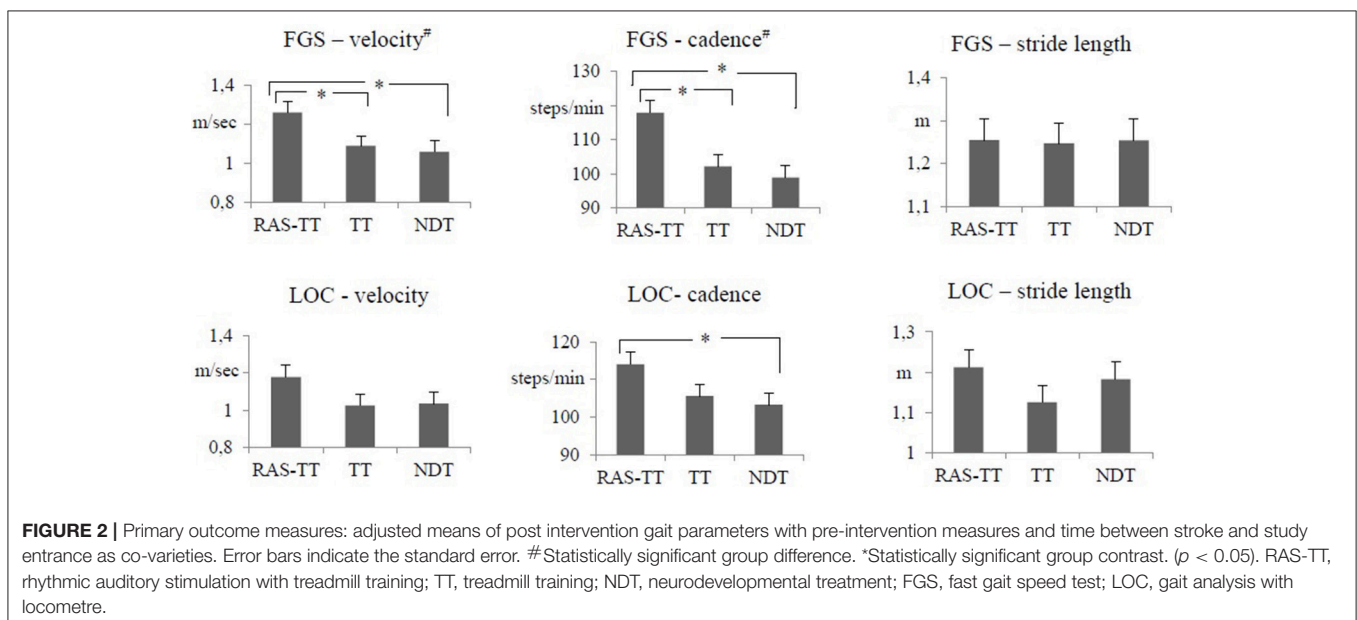 FGS – velocity#
1,4
m/sec
1
0,8
* *
RAS-TT TT NDT
FGS - cadence#
130
steps/min
110
100
90
* *
RAS-TT TT NDT
FGS – stride length
1,4
m
1,2
1,1
RAS-TT TT NDT
LOC - velocity
1,4
m/sec
1
0,8
RAS-TT TT NDT
LOC- cadence
120
steps/min
100
90
*
RAS-TT TT NDT
LOC – stride length
1,3
m
1,1
1
RAS-TT TT NDT
FIGURE 2 | Primary outcome measures: adjusted means of post intervention gait parameters with pre-intervention measures and time between stroke and study
entrance as co-varieties. Error bars indicate the standard error. #Statistically significant group difference. *Statistically significant group contrast. (p < 0.05). RAS-TT,
rhythmic auditory stimulation with treadmill training; TT, treadmill training; NDT, neurodevelopmental treatment; FGS, fast gait speed test; LOC, gait analysis with
locometre.